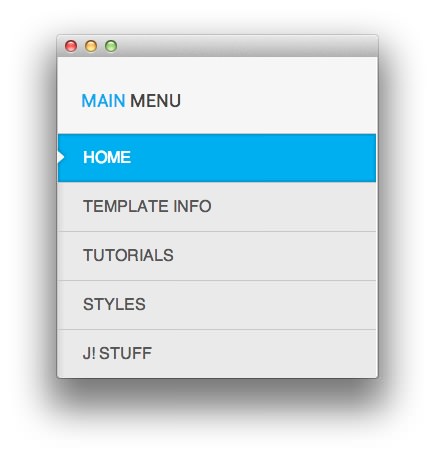 MAIN MENU
HOME
TEMPLATE INFO
TUTORIALS
STYLES
J! STUFF